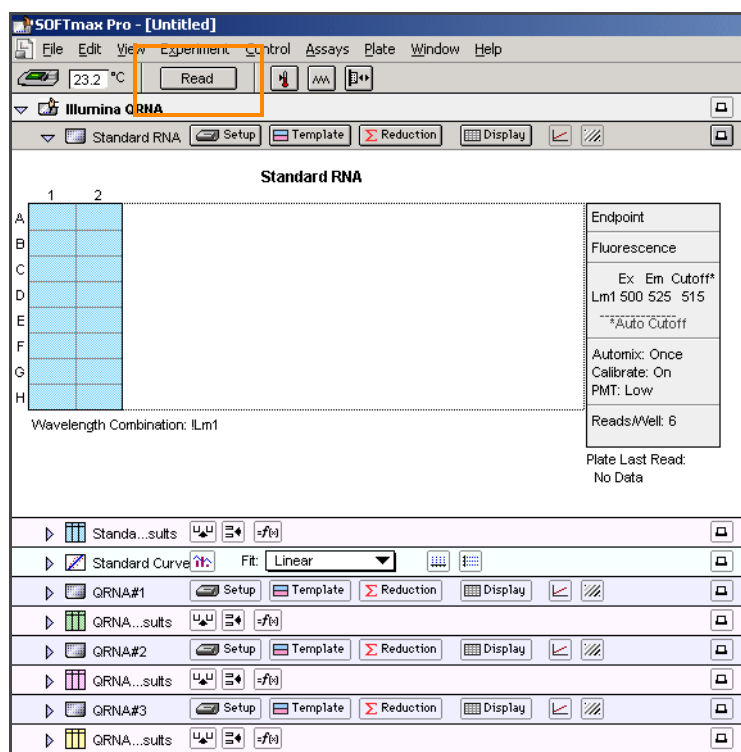 SOFTmax Pro - [Untitled]
File Edit View Experiment Control Assays Plate Window Help
23.2 °C Read
Illumina QRNA
Standard RNA Setup Template Reduction Display
Standard RNA
1 2
A
B
C
D
E
F
G
H
Wavelength Combination: !Lm1
Endpoint
Fluorescence
Ex Em Cutoff*
Lm1 500 525 515
*Auto Cutoff
Automix: Once
Calibrate: On
PMT: Low
Reads/Well: 6
Plate Last Read:
No Data
Standa...sults =f(x)
Standard Curve Fit: Linear
QRNA#1 Setup Template Reduction Display
QRNA...sults =f(x)
QRNA#2 Setup Template Reduction Display
QRNA...sults =f(x)
QRNA#3 Setup Template Reduction Display
QRNA...sults =f(x)